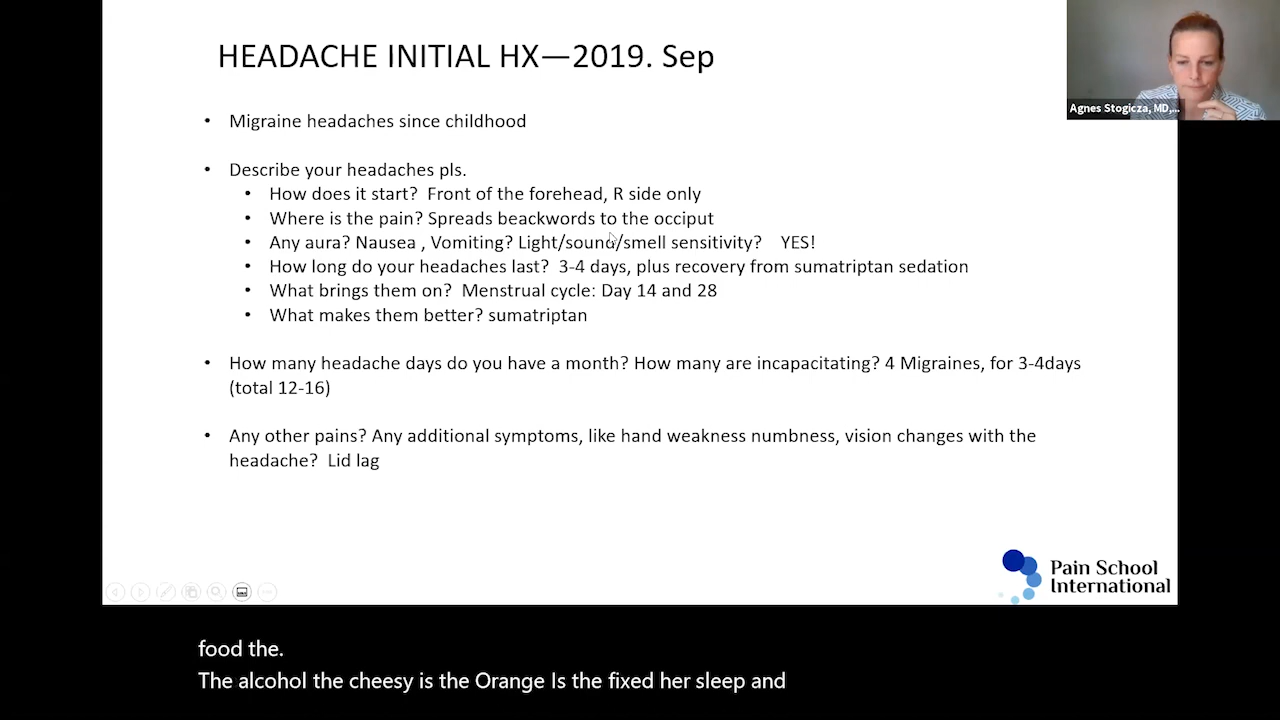 HEADACHE INITIAL HX—2019. Sep
Agnes Stogicza, MD,...
• Migraine headaches since childhood
• Describe your headaches pls.
• How does it start? Front of the forehead, R side only
• Where is the pain? Spreads beackwords to the occiput
• Any aura? Nausea , Vomiting? Light/sound/smell sensitivity? YES!
• How long do your headaches last? 3-4 days, plus recovery from sumatriptan sedation
• What brings them on? Menstrual cycle: Day 14 and 28
• What makes them better? sumatriptan
• How many headache days do you have a month? How many are incapacitating? 4 Migraines, for 3-4days
(total 12-16)
• Any other pains? Any additional symptoms, like hand weakness numbness, vision changes with the
headache? Lid lag
Pain School
International
food the.
The alcohol the cheesy is the Orange Is the fixed her sleep and